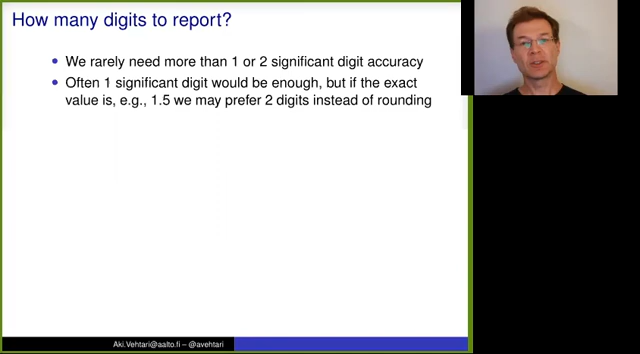 How many digits to report?
• We rarely need more than 1 or 2 significant digit accuracy
• Often 1 significant digit would be enough, but if the exact
value is, e.g., 1.5 we may prefer 2 digits instead of rounding
Aki.Vehtari@aalto.fi – @avehtari